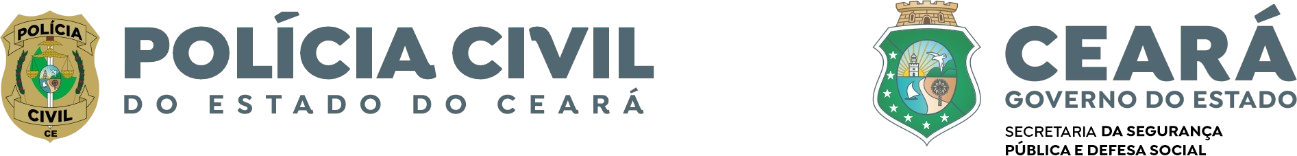 POLÍCIA
CIVIL
CE
POLÍCIA CIVIL
DO ESTADO DO CEARÁ
CEARÁ
GOVERNO DO ESTADO
SECRETARIA DA SEGURANÇA
PÚBLICA E DEFESA SOCIAL